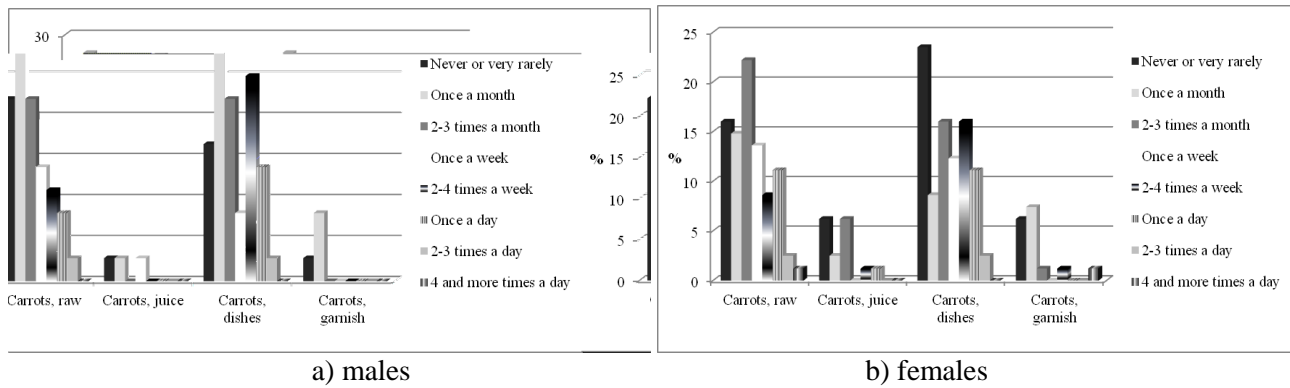 30
Never or very rarely
Once a month
2-3 times a month
Once a week
2-4 times a week
Once a day
2-3 times a day
4 and more times a day
Carrots, raw
Carrots, juice
Carrots,
dishes
Carrots,
garnish
25
20
15
%
10
5
0
25
20
15
%
10
5
0
Never or very rarely
Once a month
2-3 times a month
Once a week
2-4 times a week
Once a day
2-3 times a day
4 and more times a day
Carrots, raw
Carrots, juice
Carrots,
dishes
Carrots,
garnish
a) males
b) females